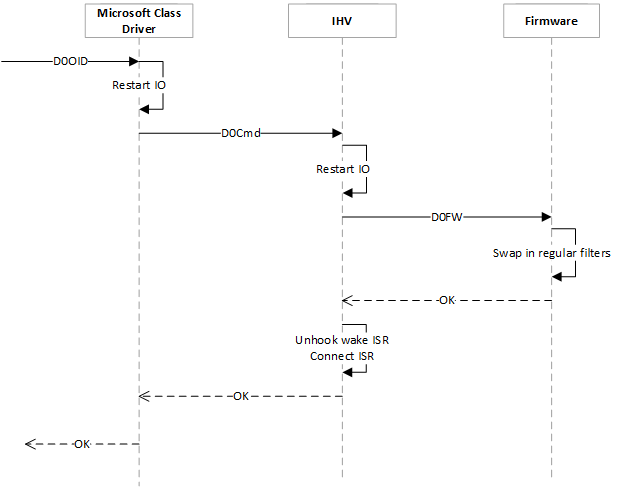 Microsoft Class
Driver
IHV
Firmware
D0OID
Restart IO
D0Cmd
Restart IO
D0FW
Swap in regular filters
OK
Unhook wake ISR
Connect ISR
OK
OK